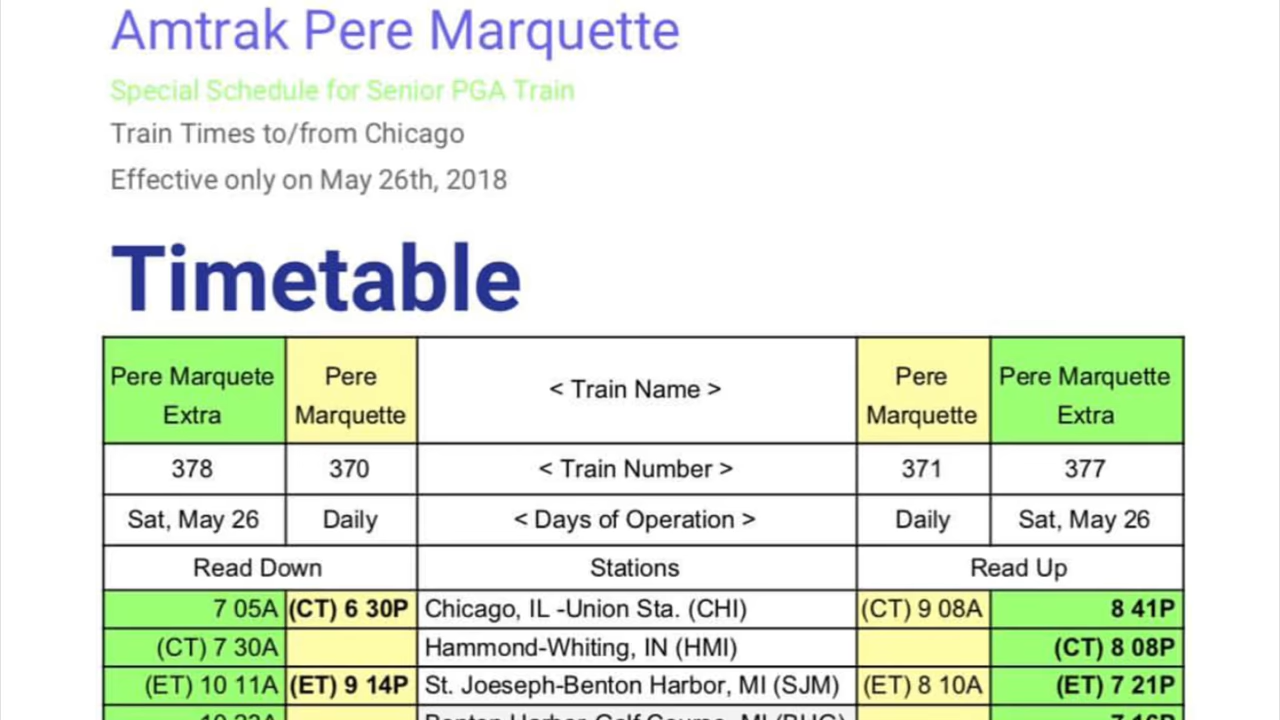 Amtrak Pere Marquette
Special Schedule for Senior PGA Train
Train Times to/from Chicago
Effective only on May 26th, 2018
Timetable
Pere Marquete Extra Pere Marquette < Train Name > Pere Marquette Pere Marquette Extra
378 370 < Train Number > 371 377
Sat, May 26 Daily < Days of Operation > Daily Sat, May 26
Read Down Stations Read Up
7 05A (CT) 6 30P Chicago, IL -Union Sta. (CHI) (CT) 9 08A 8 41P
(CT) 7 30A Hammond-Whiting, IN (HMI) (CT) 8 08P
(ET) 10 11A (ET) 9 14P St. Joeseph-Benton Harbor, MI (SJM) (ET) 8 10A (ET) 7 21P